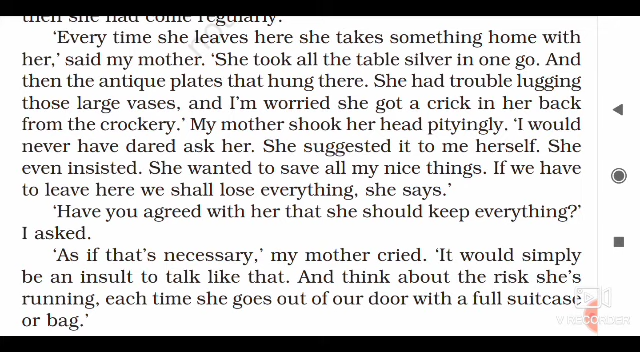 then she had come regularly.
‘Every time she leaves here she takes something home with
her,’ said my mother. ‘She took all the table silver in one go. And
then the antique plates that hung there. She had trouble lugging
those large vases, and I’m worried she got a crick in her back
from the crockery.’ My mother shook her head pityingly. ‘I would
never have dared ask her. She suggested it to me herself. She
even insisted. She wanted to save all my nice things. If we have
to leave here we shall lose everything, she says.’
‘Have you agreed with her that she should keep everything?’
I asked.
‘As if that’s necessary,’ my mother cried. ‘It would simply
be an insult to talk like that. And think about the risk she’s
running, each time she goes out of our door with a full suitcase
or bag.’
V RECORDER